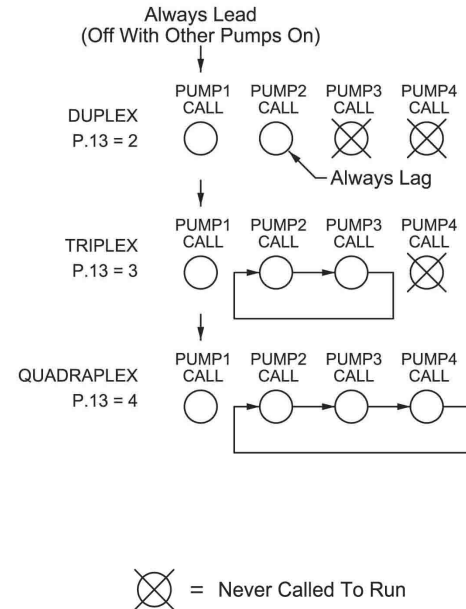 Always Lead
(Off With Other Pumps On)
PUMP1 PUMP2 PUMP3 PUMP4
CALL CALL CALL CALL
DUPLEX
P.13 = 2
Always Lag
PUMP1 PUMP2 PUMP3 PUMP4
CALL CALL CALL CALL
TRIPLEX
P.13 = 3
PUMP1 PUMP2 PUMP3 PUMP4
CALL CALL CALL CALL
QUADRAPLEX
P.13 = 4
= Never Called To Run